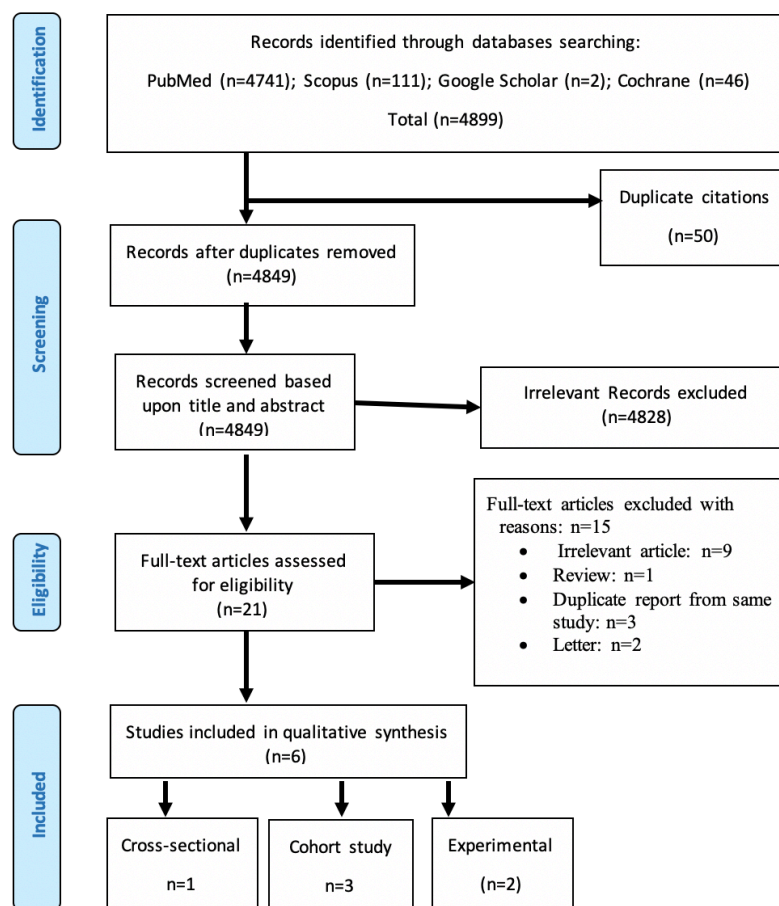 Identification
Records identified through databases searching:
PubMed (n=4741); Scopus (n=111); Google Scholar (n=2); Cochrane (n=46)
Total (n=4899)
Duplicate citations
(n=50)
Screening
Records after duplicates removed
(n=4849)
Records screened based
upon title and abstract
(n=4849)
Irrelevant Records excluded
(n=4828)
Eligibility
Full-text articles assessed
for eligibility
(n=21)
Full-text articles excluded with
reasons: n=15
• Irrelevant article: n=9
• Review: n=1
• Duplicate report from same
study: n=3
• Letter: n=2
Included
Studies included in qualitative synthesis
(n=6)
Cross-sectional
n=1
Cohort study
n=3
Experimental
(n=2)